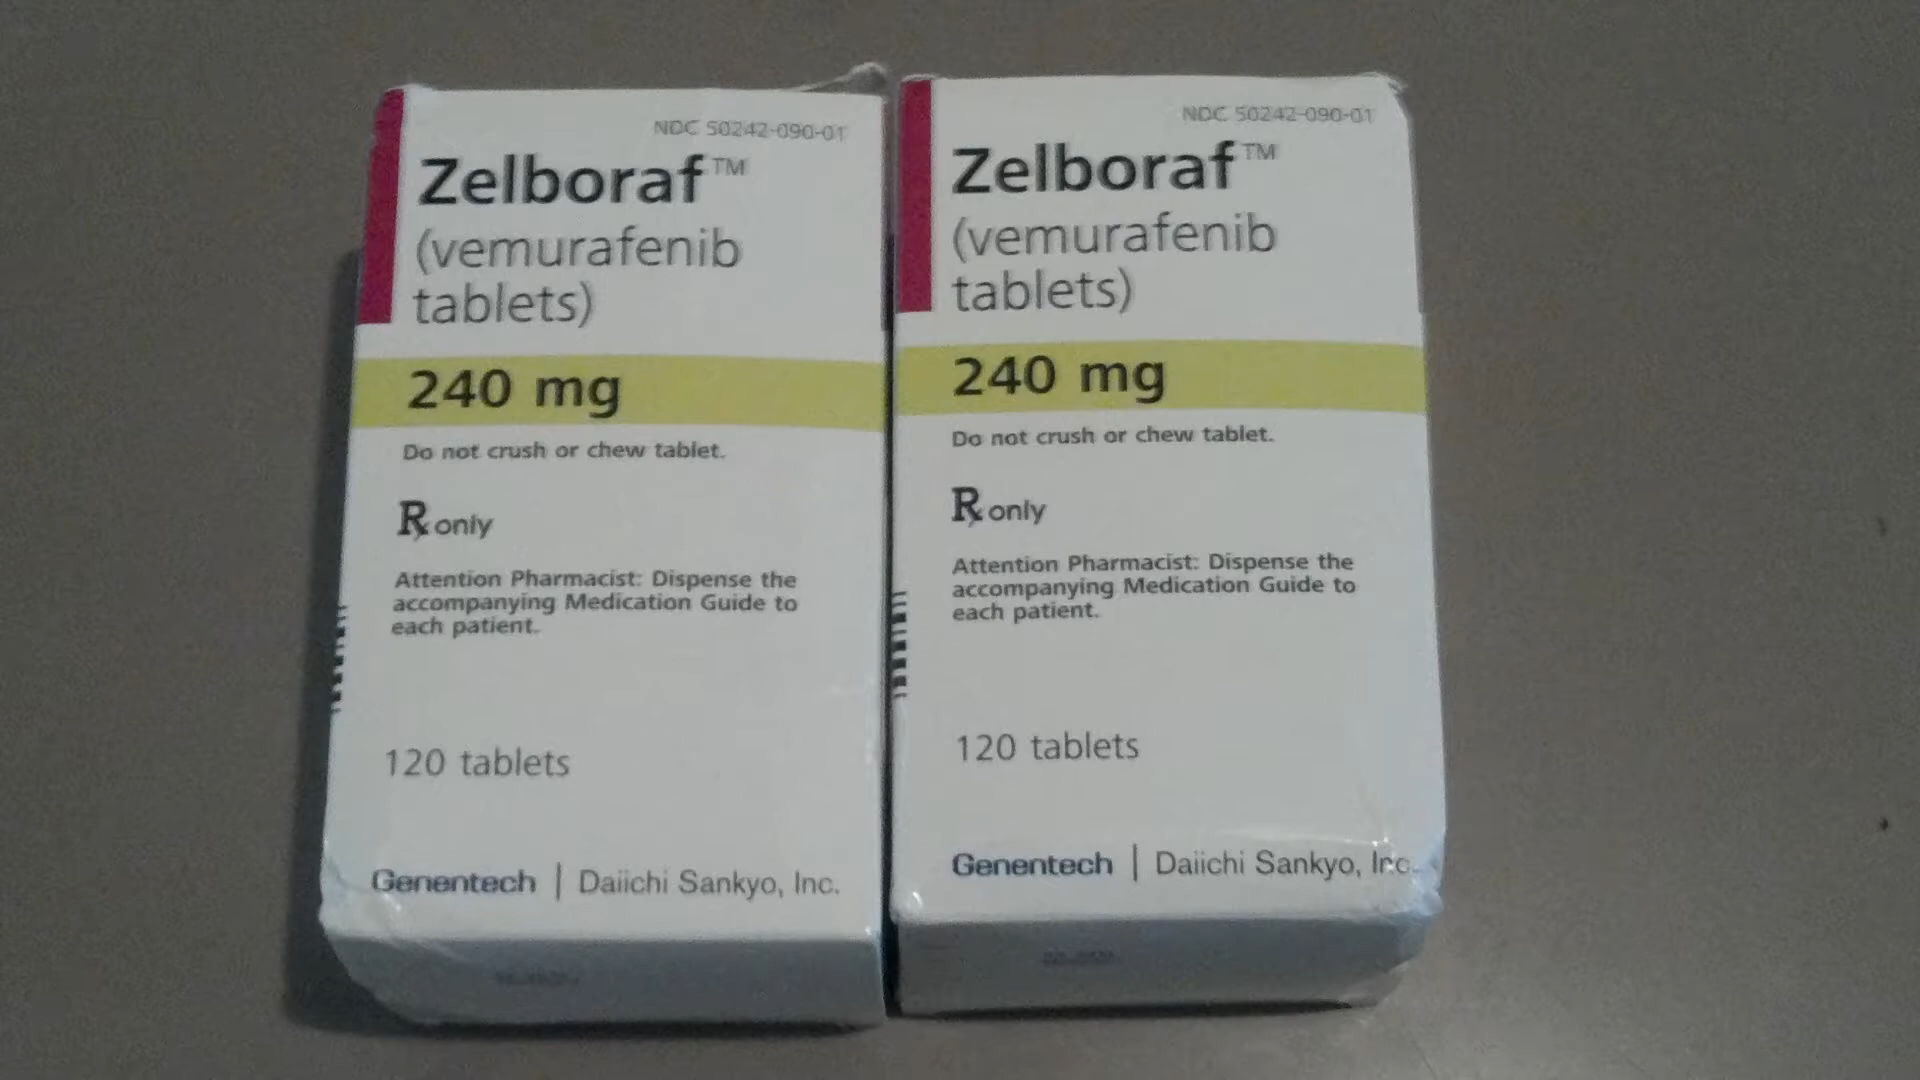 NDC 50242-090-01
Zelboraf™
(vemurafenib
tablets)
240 mg
Do not crush or chew tablet.
Rx only
Attention Pharmacist: Dispense the
accompanying Medication Guide to
each patient.
120 tablets
Genentech | Daiichi Sankyo, Inc.
NDC 50242-090-01
Zelboraf™
(vemurafenib
tablets)
240 mg
Do not crush or chew tablet.
Rx only
Attention Pharmacist: Dispense the
accompanying Medication Guide to
each patient.
120 tablets
Genentech | Daiichi Sankyo, Inc.